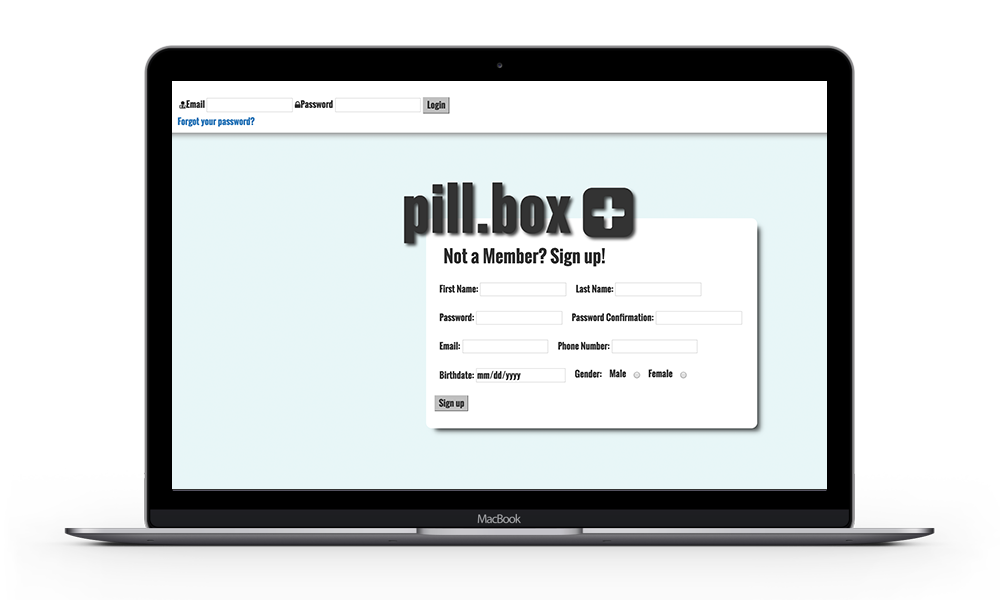 Email Password Login
Forgot your password?
pill.box
Not a Member? Sign up!
First Name: Last Name:
Password: Password Confirmation:
Email: Phone Number:
Birthdate: mm/dd/yyyy Gender: Male Female
Sign up
MacBook